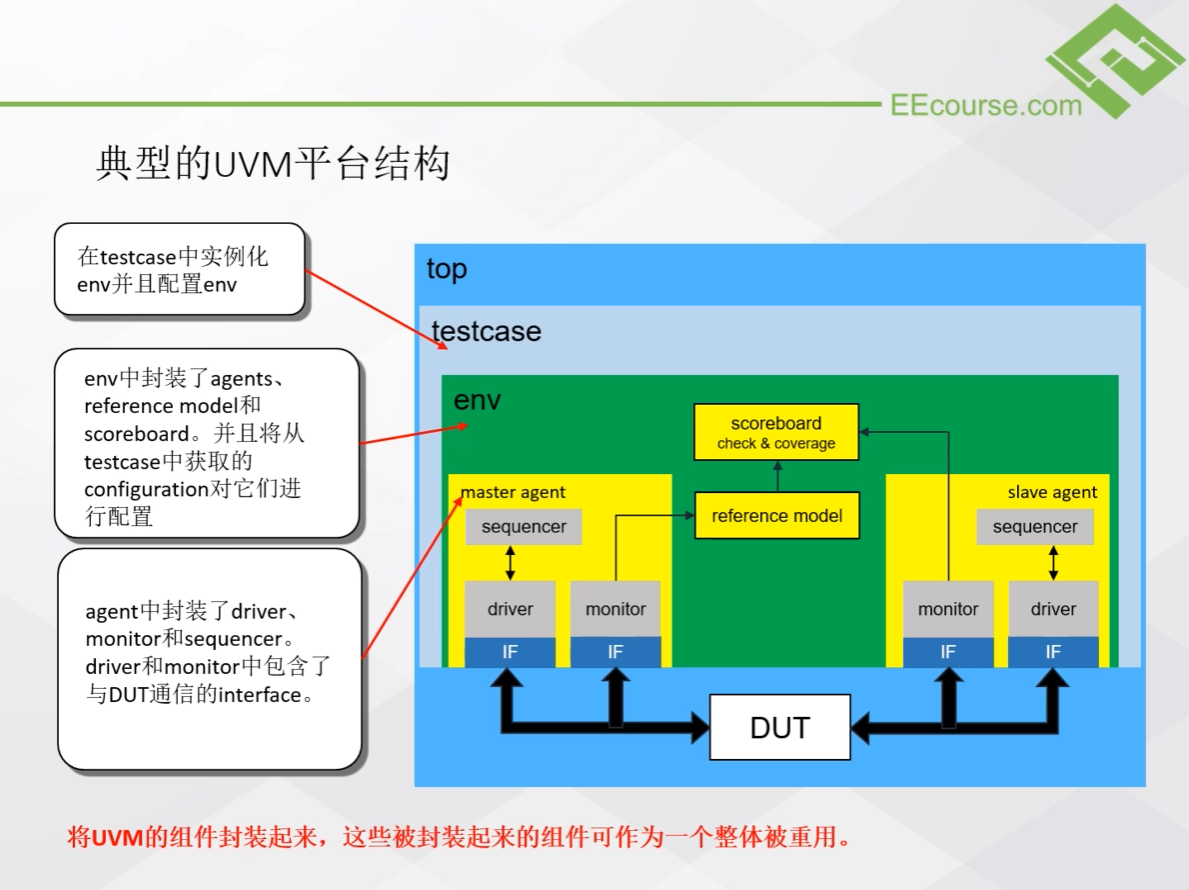 EEcourse.com
典型的UVM平台结构
在testcase中实例化
env并且配置env
env中封装了agents、
reference model和
scoreboard。并且将从
testcase中获取的
configuration对它们进
行配置
agent中封装了driver、
monitor和sequencer。
driver和monitor中包含了
与DUT通信的interface。
top
testcase
env
scoreboard
check & coverage
master agent
slave agent
sequencer
reference model
sequencer
driver
monitor
monitor
driver
IF
IF
IF
IF
DUT
将UVM的组件封装起来，这些被封装起来的组件可作为一个整体被重用。